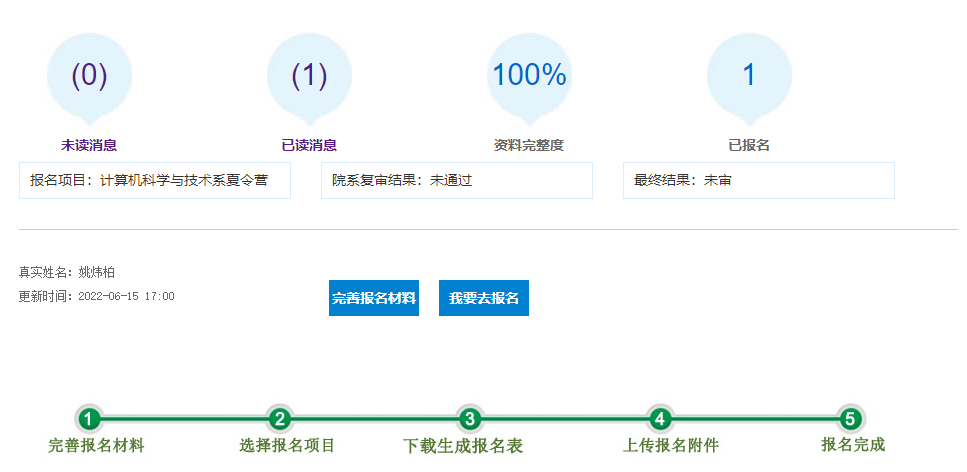 (0)
(1)
100%
1
未读消息
已读消息
资料完整度
已报名
报名项目：计算机科学与技术系夏令营
院系复审结果：未通过
最终结果：未审
真实姓名：姚炜柏
更新时间：2022-06-15 17:00
完善报名材料
我要去报名
1
2
3
4
5
完善报名材料
选择报名项目
下载生成报名表
上传报名附件
报名完成